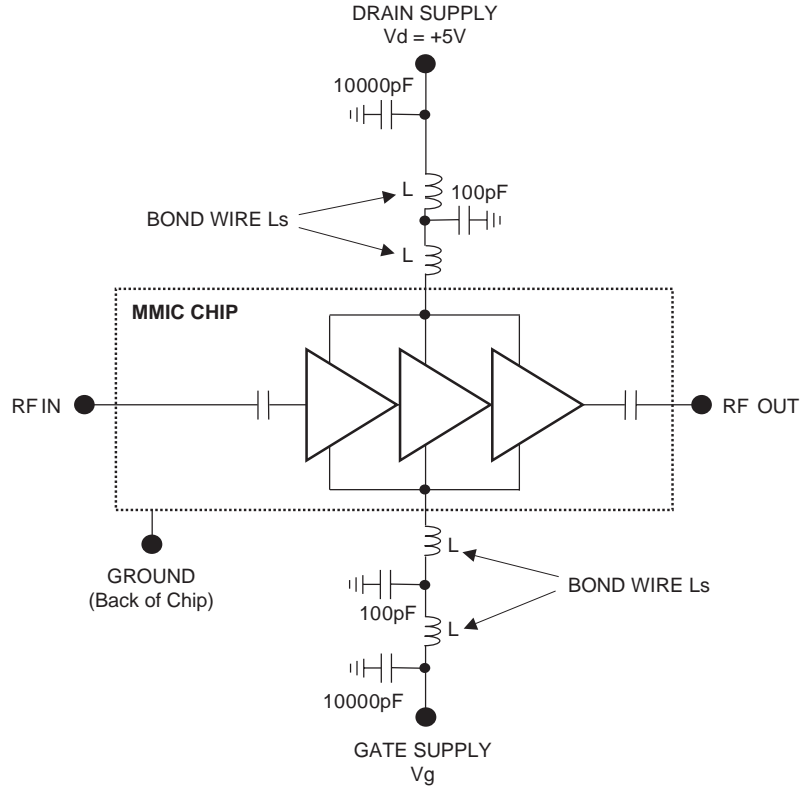 DRAIN SUPPLY
Vd = +5V
10000pF
L
100pF
BOND WIRE Ls
L
MMIC CHIP
RF IN
RF OUT
L
GROUND
(Back of Chip)
BOND WIRE Ls
100pF
L
10000pF
GATE SUPPLY
Vg